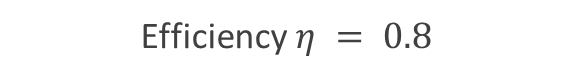 Efficiency η = 0.8